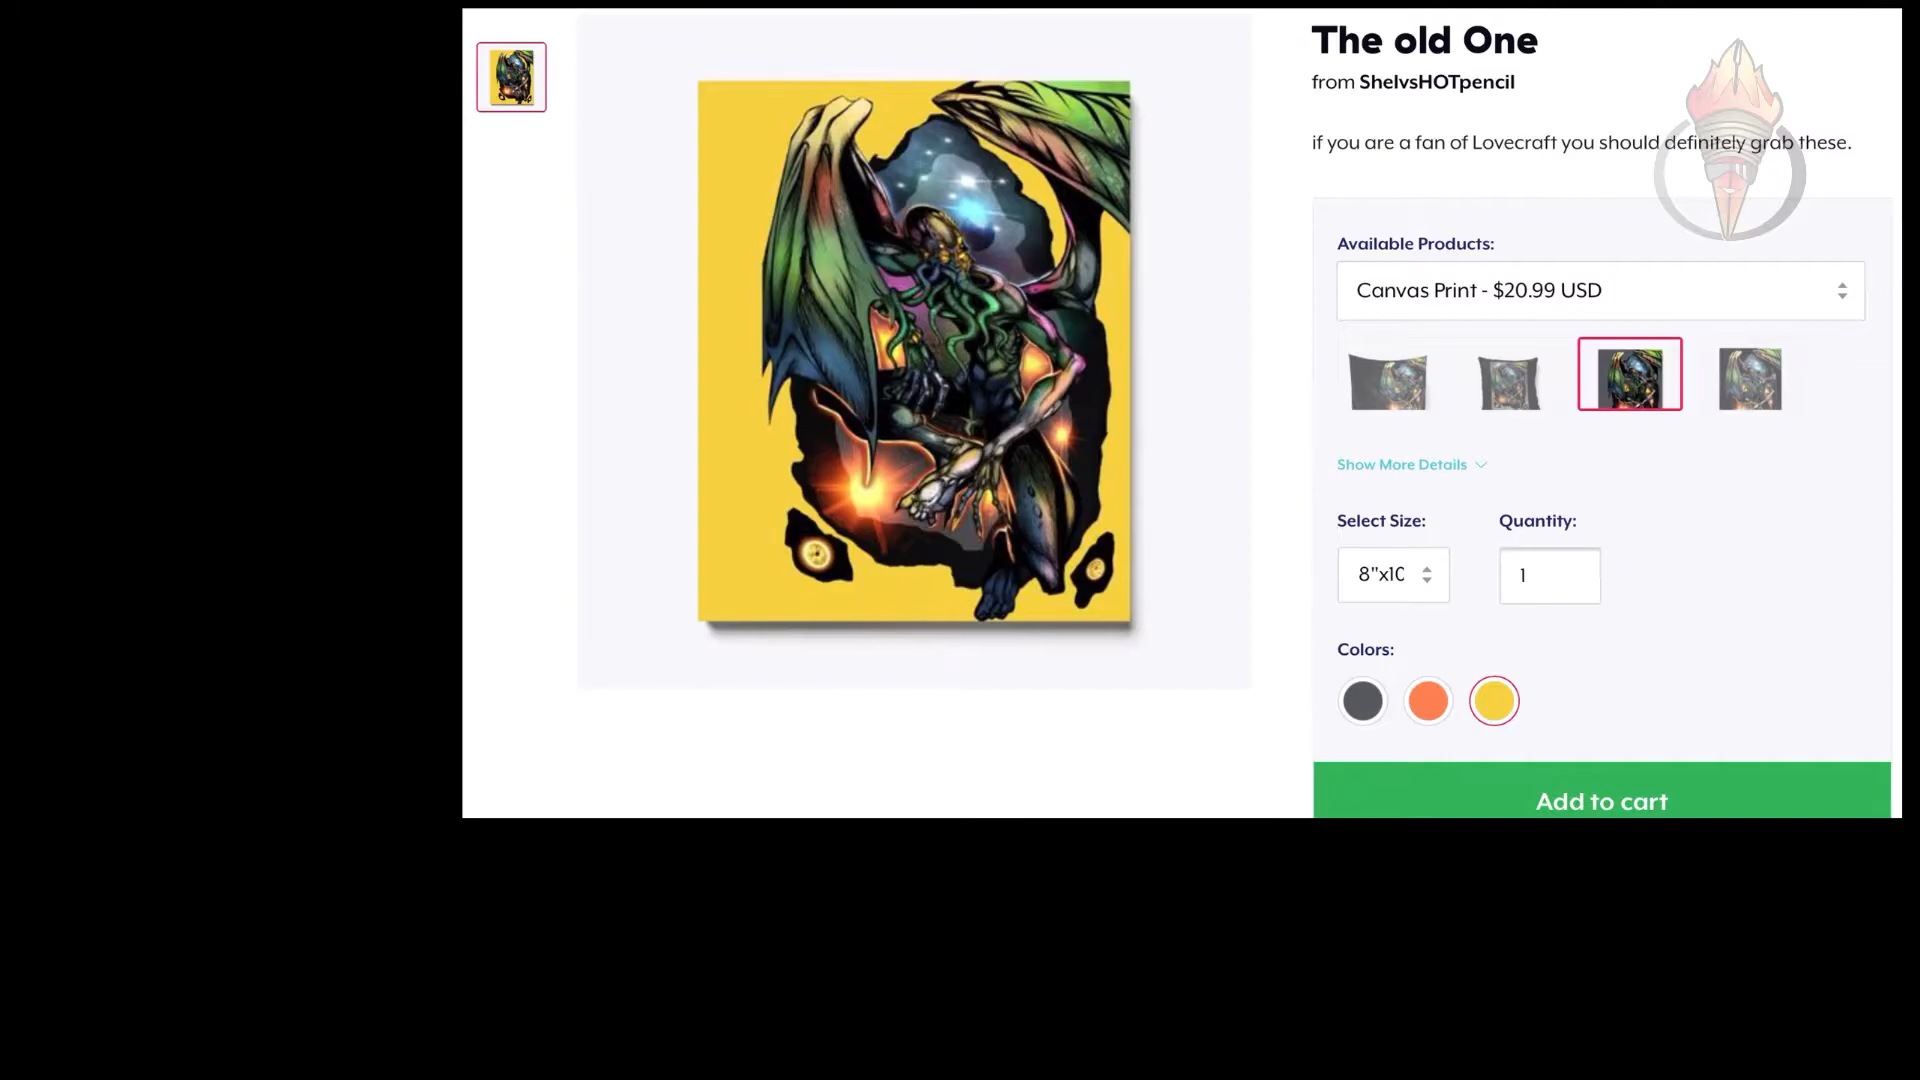 The old One
from ShelvsHOTpencil
if you are a fan of Lovecraft you should definitely grab these.
Available Products:
Canvas Print - $20.99 USD
Show More Details
Select Size:
Quantity:
8"x10
1
Colors:
Add to cart